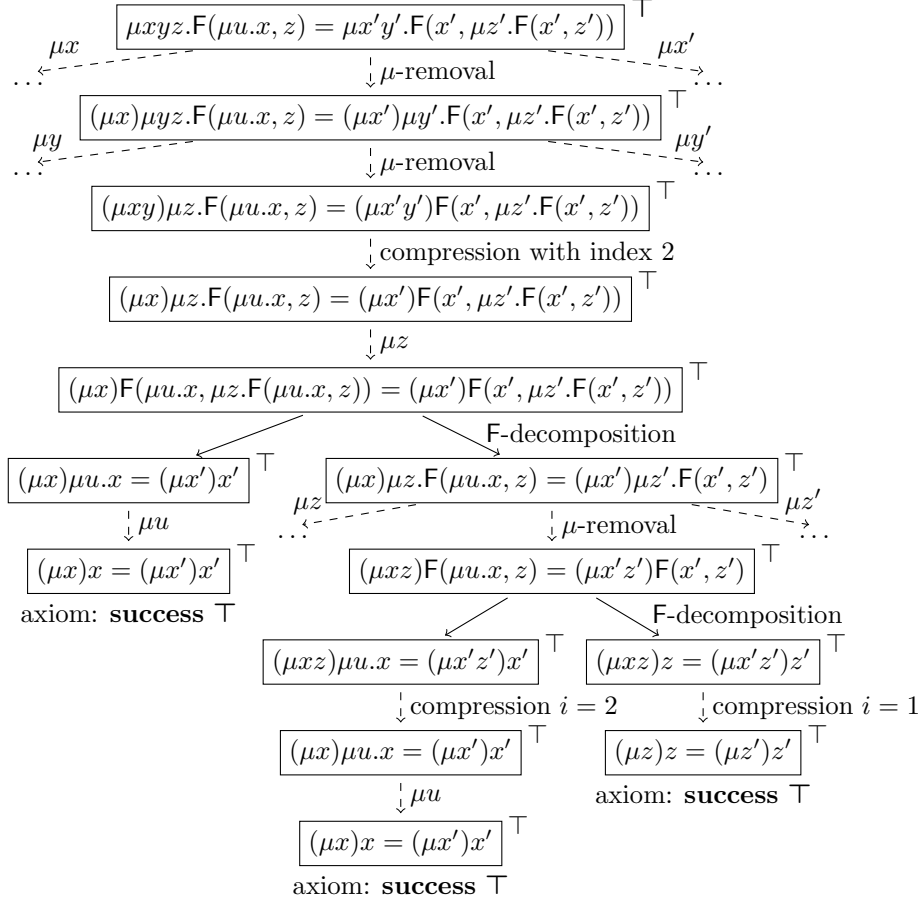 μxyz.F(μu.x, z) = μx′y′.F(x′, μz′.F(x′, z′)) ⊤
μx
μx′
μ-removal
...
...
(μx)μyz.F(μu.x, z) = (μx′)μy′.F(x′, μz′.F(x′, z′)) ⊤
μy
μy′
μ-removal
...
...
(μxy)μz.F(μu.x, z) = (μx′y′)F(x′, μz′.F(x′, z′)) ⊤
compression with index 2
(μx)μz.F(μu.x, z) = (μx′)F(x′, μz′.F(x′, z′)) ⊤
μz
(μx)F(μu.x, μz.F(μu.x, z)) = (μx′)F(x′, μz′.F(x′, z′)) ⊤
F-decomposition
(μx)μu.x = (μx′)x′ ⊤
(μx)μz.F(μu.x, z) = (μx′)μz′.F(x′, z′) ⊤
μu
μz
μ-removal
μz′
...
...
(μx)x = (μx′)x′ ⊤
(μxz)F(μu.x, z) = (μx′z′)F(x′, z′) ⊤
axiom: success ⊤
F-decomposition
(μxz)μu.x = (μx′z′)x′ ⊤
(μxz)z = (μx′z′)z′ ⊤
compression i = 2
compression i = 1
(μx)μu.x = (μx′)x′ ⊤
(μz)z = (μz′)z′ ⊤
μu
axiom: success ⊤
(μx)x = (μx′)x′ ⊤
axiom: success ⊤